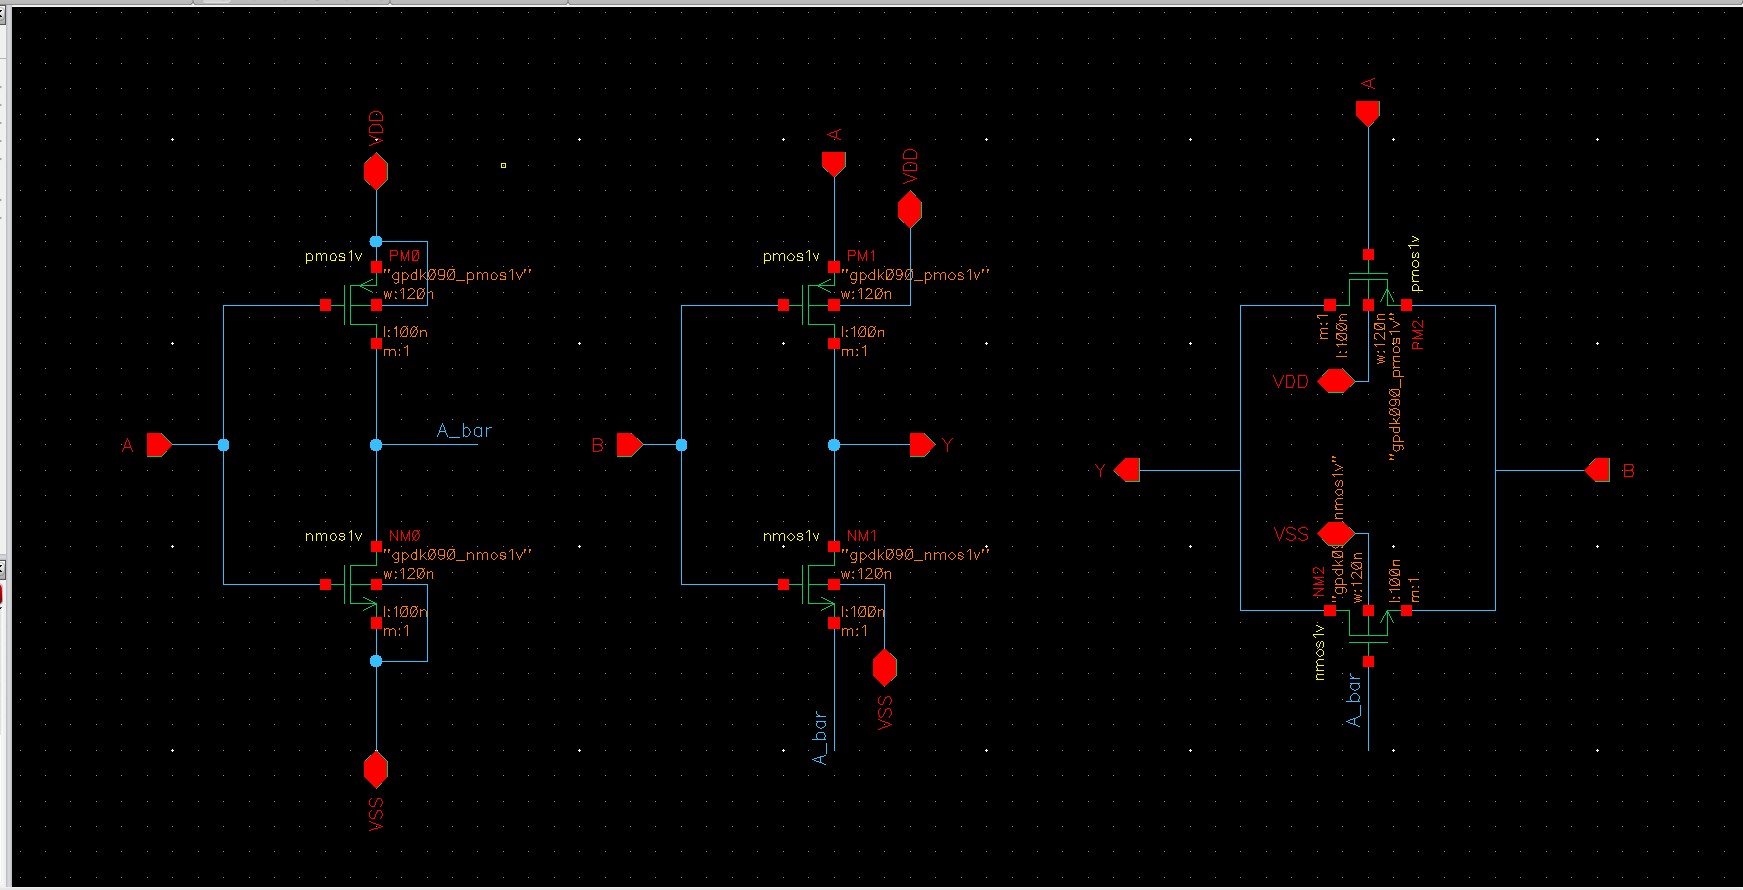 VDD
pmos1v
PM0
"gpdk090_pmos1v"
w:120n
l:100n
m:1
A
A_bar
nmos1v
NM0
"gpdk090_nmos1v"
w:120n
l:100n
m:1
VSS
A
VDD
pmos1v
PM1
"gpdk090_pmos1v"
w:120n
l:100n
m:1
B
Y
nmos1v
NM1
"gpdk090_nmos1v"
w:120n
l:100n
m:1
VSS
A_bar
A
pmos1v
PM2
"gpdk090_pmos1v"
w:120n
l:100n
m:1
VDD
Y
B
VSS
NM2
w:120n
l:100n
m:1
nmos1v
A_bar